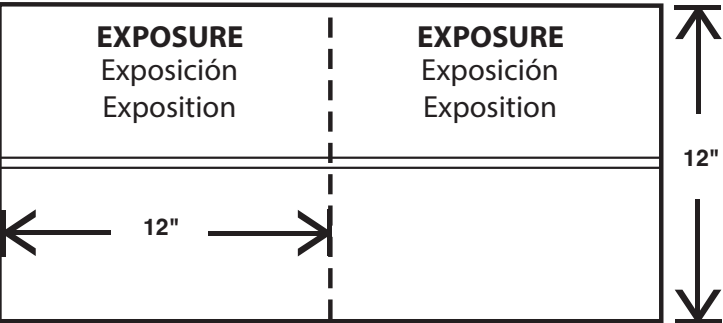 EXPOSURE
Exposición
Exposition
EXPOSURE
Exposición
Exposition
12"
12"